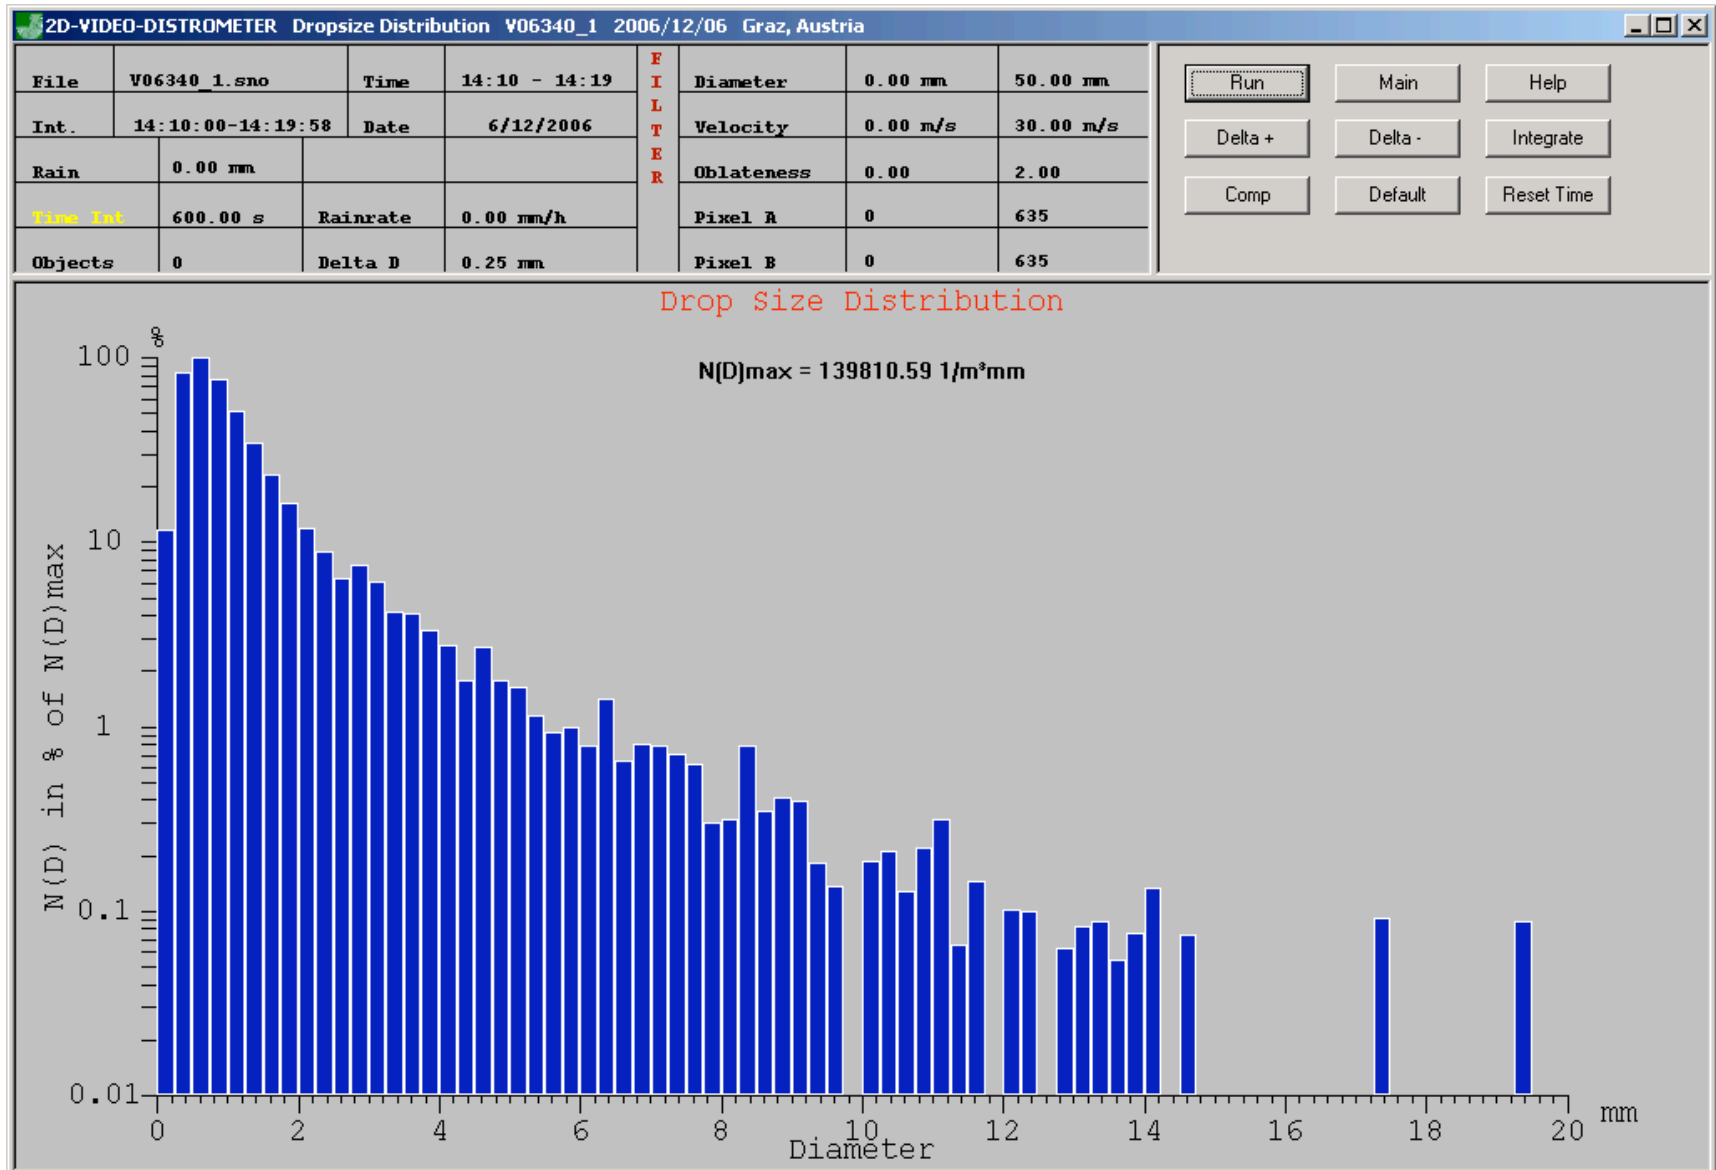 2D-VIDEO-DISTROMETER Dropsize Distribution V06340_1 2006/12/06 Graz, Austria
File V06340_1.sno Time 14:10 - 14:19
Int. 14:10:00-14:19:58 Date 6/12/2006
Rain 0.00 mm
Time Int 600.00 s Rainrate 0.00 mm/h
Objects 0 Delta D 0.25 mm
FILTER
Diameter 0.00 mm 50.00 mm
Velocity 0.00 m/s 30.00 m/s
Oblateness 0.00 2.00
Pixel A 0 635
Pixel B 0 635
Run Main Help
Delta + Delta - Integrate
Comp Default Reset Time
Drop Size Distribution
N(D)max = 139810.59 1/m³mm
%
100
10
1
0.1
0.01
N(D) in % of N(D)max
0 2 4 6 8 10 12 14 16 18 20 mm
Diameter